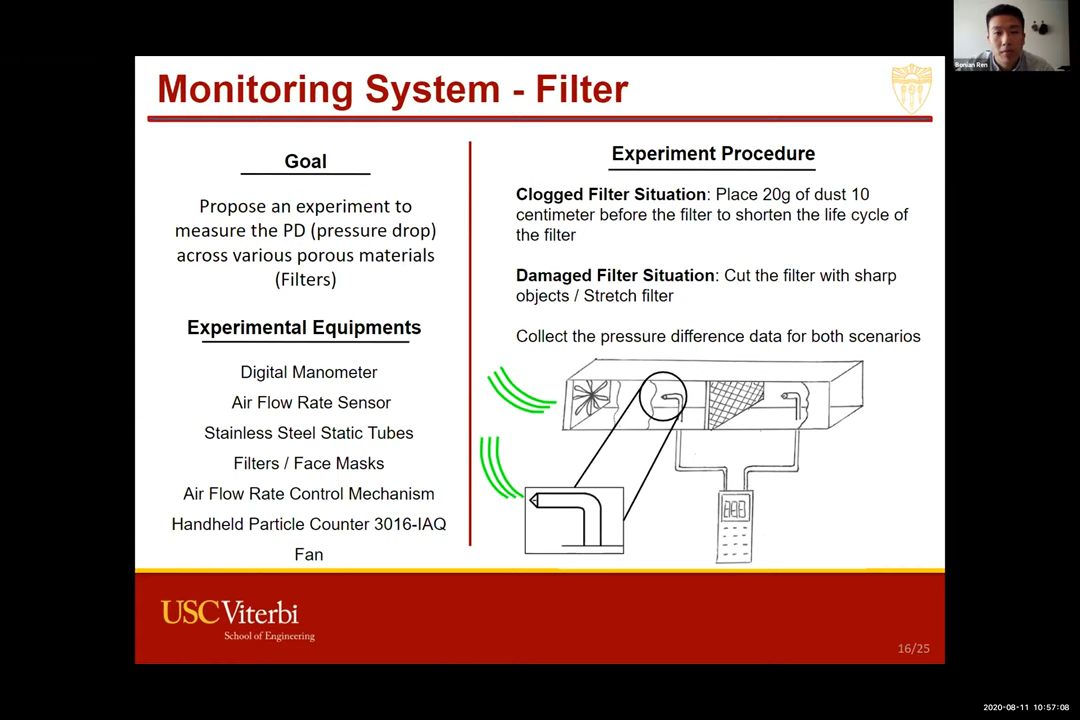 Benlan Ren
Monitoring System - Filter
Goal
Propose an experiment to
measure the PD (pressure drop)
across various porous materials
(Filters)
Experimental Equipments
Digital Manometer
Air Flow Rate Sensor
Stainless Steel Static Tubes
Filters / Face Masks
Air Flow Rate Control Mechanism
Handheld Particle Counter 3016-IAQ
Fan
Experiment Procedure
Clogged Filter Situation: Place 20g of dust 10
centimeter before the filter to shorten the life cycle of
the filter
Damaged Filter Situation: Cut the filter with sharp
objects / Stretch filter
Collect the pressure difference data for both scenarios
USC Viterbi
School of Engineering
16/25
2020-08-11 10:57:08